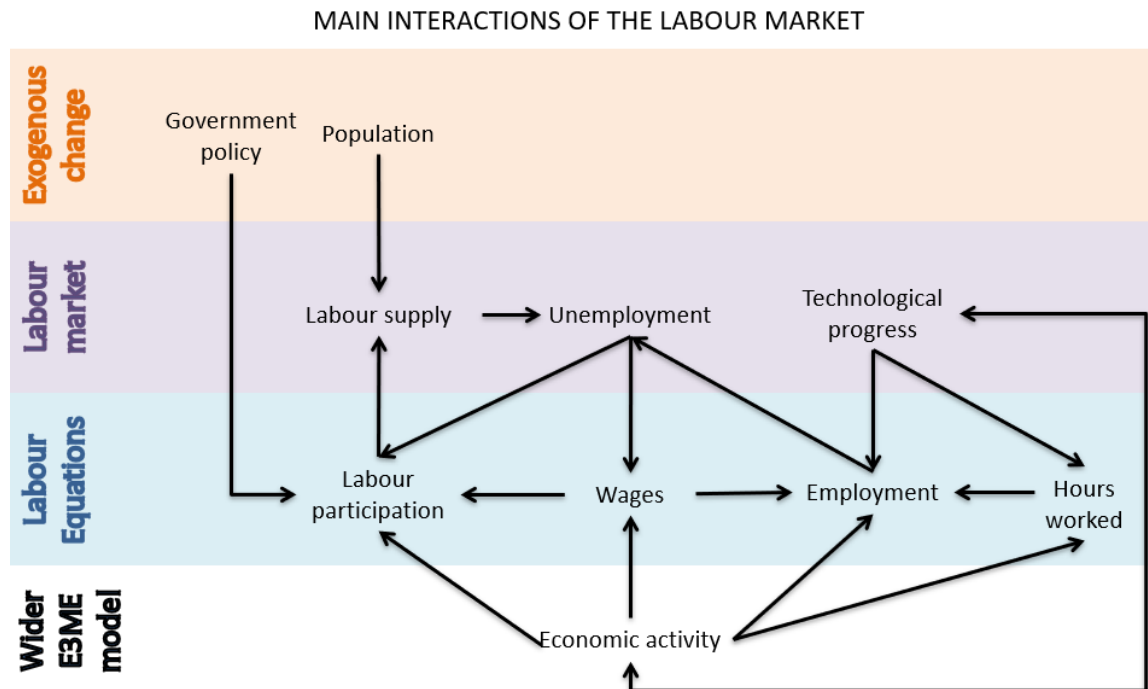 MAIN INTERACTIONS OF THE LABOUR MARKET
Exogenous
change
Government
policy
Population
Labour
market
Labour supply
Unemployment
Technological
progress
Labour
Equations
Labour
participation
Wages
Employment
Hours
worked
Wider
E3ME
model
Economic activity